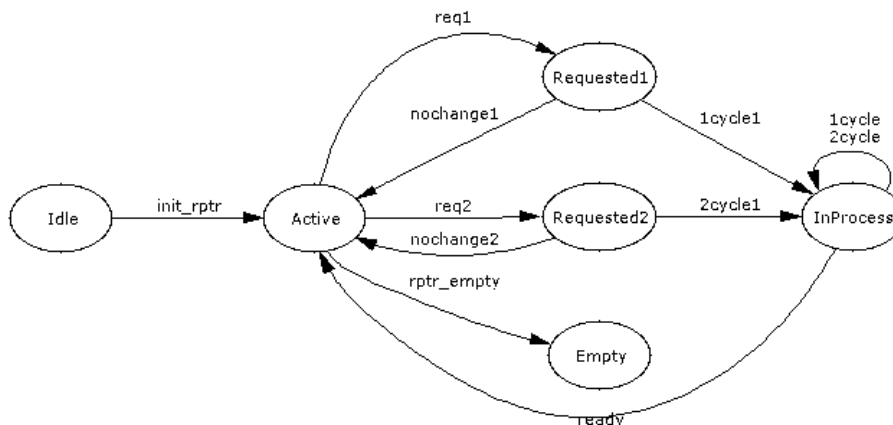 req1
Requested1
nochange1
1cycle1
1cycle
2cycle
Idle
init_rptr
Active
req2
Requested2
2cycle1
InProcess
nochange2
rptr_empty
Empty
ready